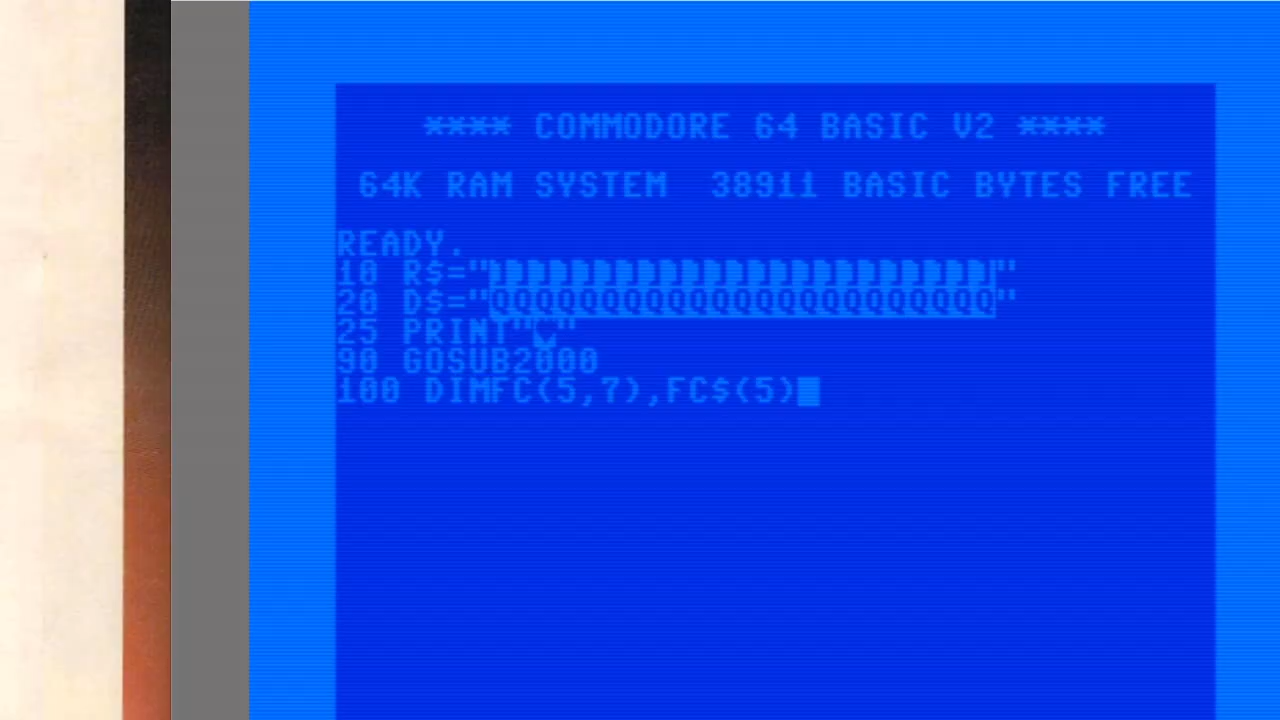 **** COMMODORE 64 BASIC V2 ****
64K RAM SYSTEM  38911 BASIC BYTES FREE
READY.
10 R$="]]]]]]]]]]]]]]]]]]]]]]]"
20 D$="QQQQQQQQQQQQQQQQQQQQQQQ"
25 PRINT"♥"
90 GOSUB2000
100 DIMFC(5,7),FC$(5)